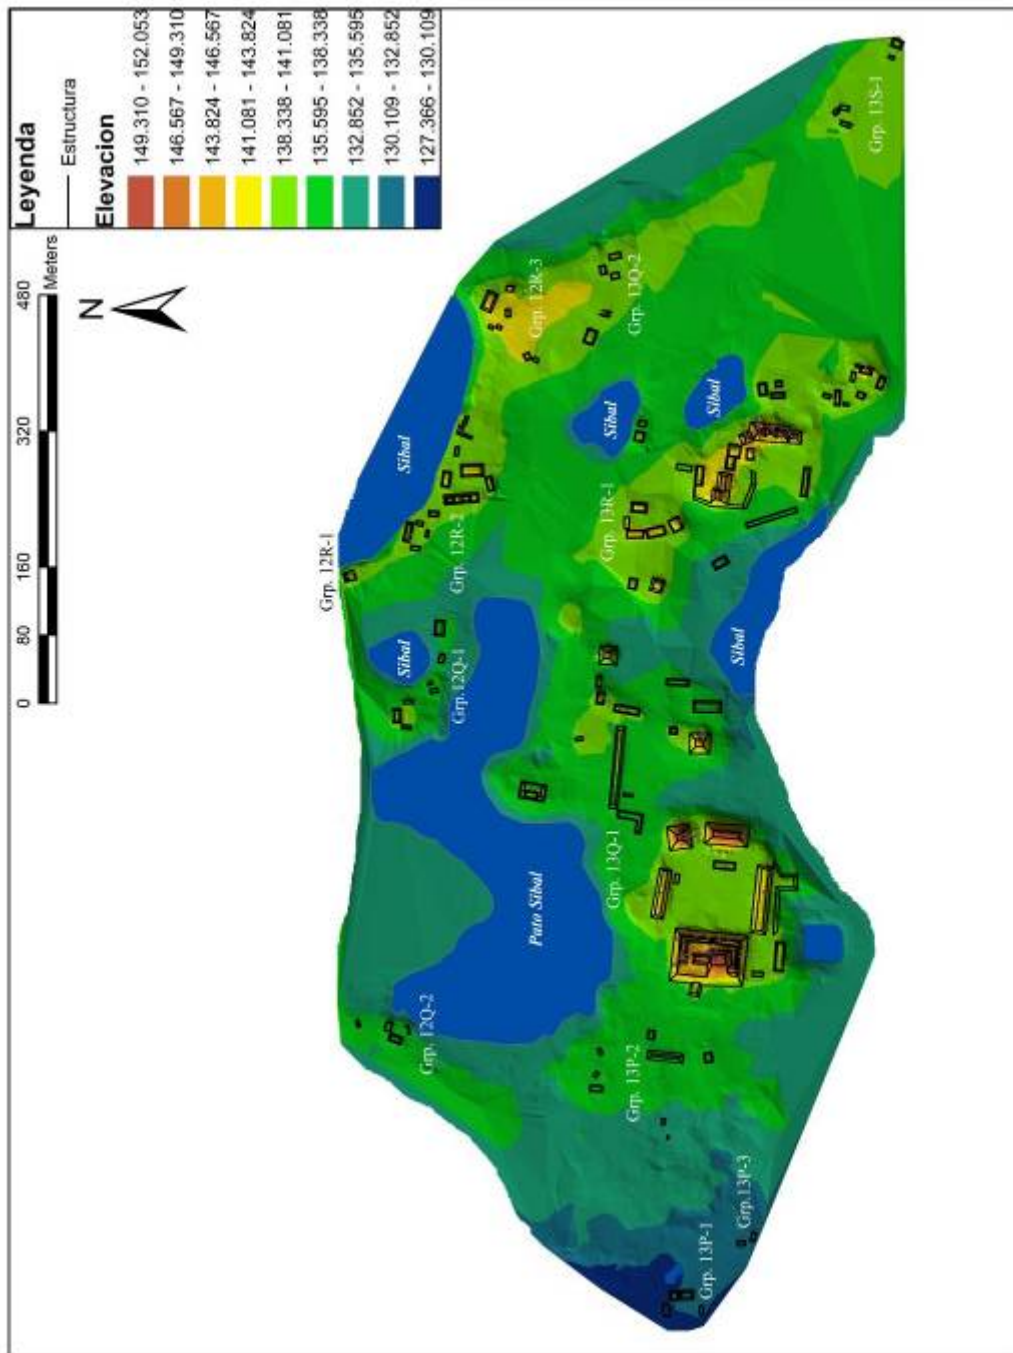 Leyenda
Estructura
Elevacion
149.310 - 152.053
146.567 - 149.310
143.824 - 146.567
141.081 - 143.824
138.338 - 141.081
135.595 - 138.338
132.852 - 135.595
130.109 - 132.852
127.366 - 130.109
0 80 160 320 480
Meters
N
Grp. 12R-1
Sibal
Sibal
Grp. 12R-2
Grp. 12R-3
Grp.12Q-1
Grp. 12Q-2
Pato Sibal
Sibal
Grp. 13Q-2
Sibal
Grp. 13S-1
Grp. 13R-1
Grp. 13Q-1
Grp. 13P-2
Sibal
Grp. 13P-1
Grp.13P-3